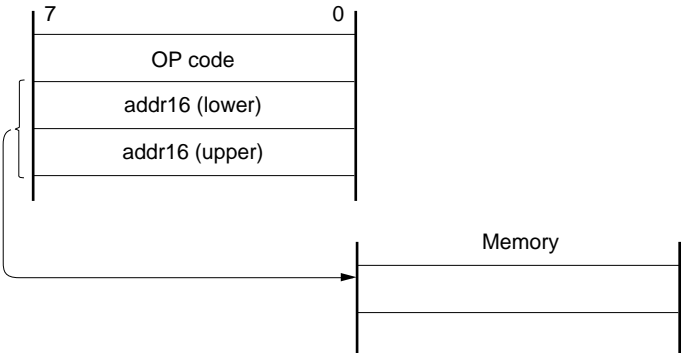 7 0
OP code
addr16 (lower)
addr16 (upper)
Memory